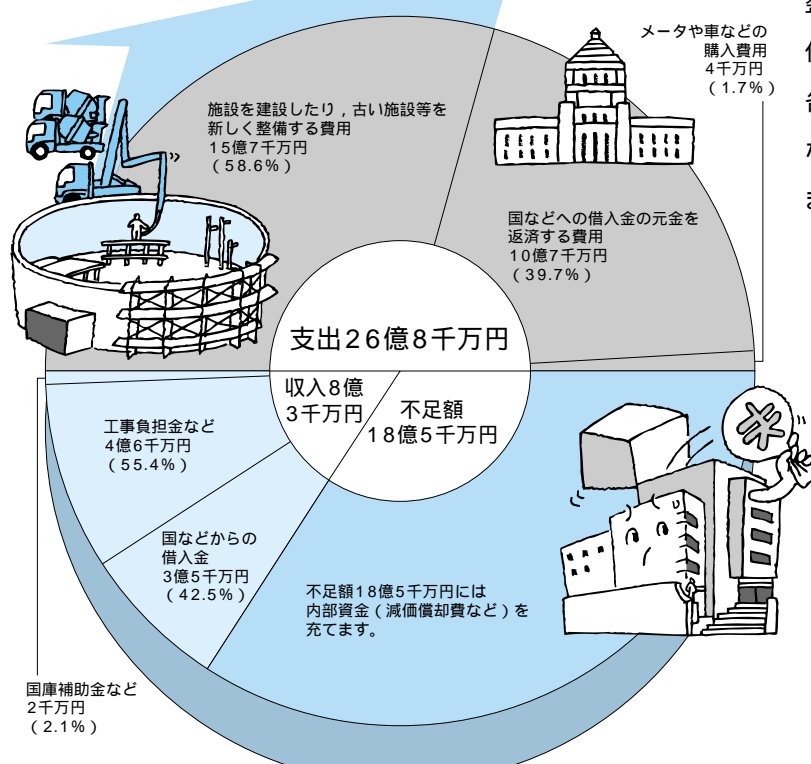 メータや車などの
購入費用
4千万円
(1.7%)
施設を建設したり,古い施設等を
新しく整備する費用
15億7千万円
(58.6%)
国などへの借入金の元金を
返済する費用
10億7千万円
(39.7%)
支出26億8千万円
収入8億
3千万円
不足額
18億5千万円
工事負担金など
4億6千万円
(55.4%)
国などからの
借入金
3億5千万円
(42.5%)
不足額18億5千万円には
内部資金(減価償却費など)を
充てます。
国庫補助金など
2千万円
(2.1%)